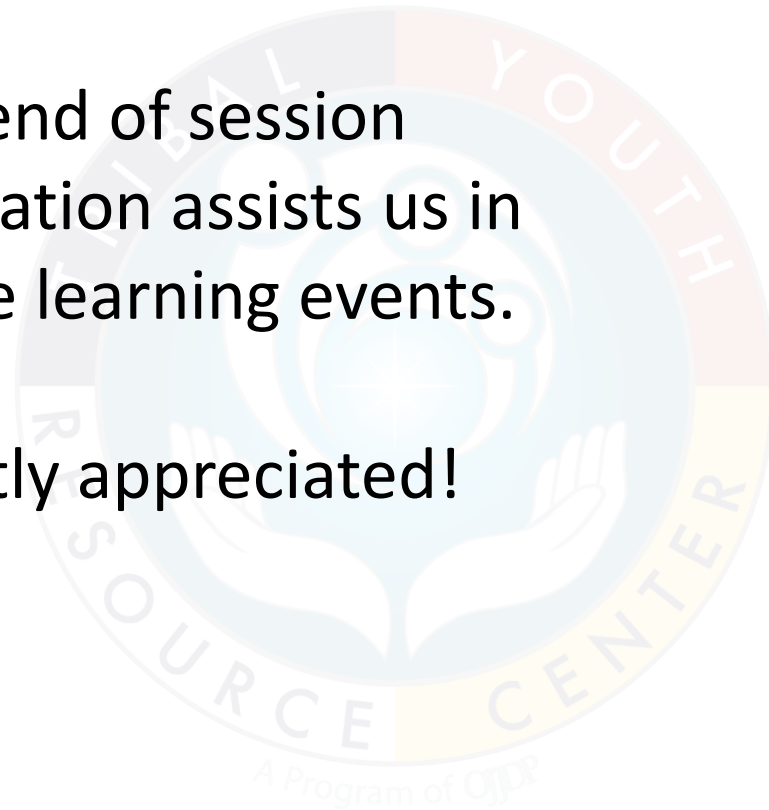 end of session
ation assists us in
e learning events.
tly appreciated!
TRIBAL YOUTH
RESOURCE CENTER
A Program of OJJDP